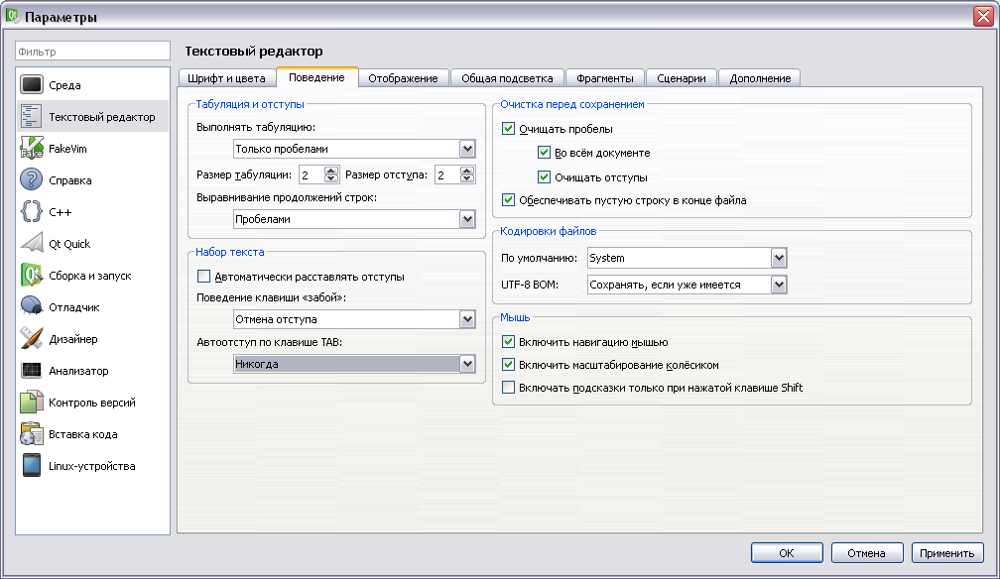 Параметры
Фильтр
Среда
Текстовый редактор
FakeVim
Справка
C++
Qt Quick
Сборка и запуск
Отладчик
Дизайнер
Анализатор
Контроль версий
Вставка кода
Linux-устройства
Текстовый редактор
Шрифт и цвета
Поведение
Отображение
Общая подсветка
Фрагменты
Сценарии
Дополнение
Табуляция и отступы
Выполнять табуляцию:
Только пробелами
Размер табуляции: 2 Размер отступа: 2
Выравнивание продолжений строк:
Пробелами
Набор текста
Автоматически расставлять отступы
Поведение клавиши «забой»:
Отмена отступа
Автоотступ по клавише TAB:
Никогда
Очистка перед сохранением
Очищать пробелы
Во всём документе
Очищать отступы
Обеспечивать пустую строку в конце файла
Кодировки файлов
По умолчанию: System
UTF-8 BOM: Сохранять, если уже имеется
Мышь
Включить навигацию мышью
Включить масштабирование колёсиком
Включать подсказки только при нажатой клавише Shift
OK
Отмена
Применить